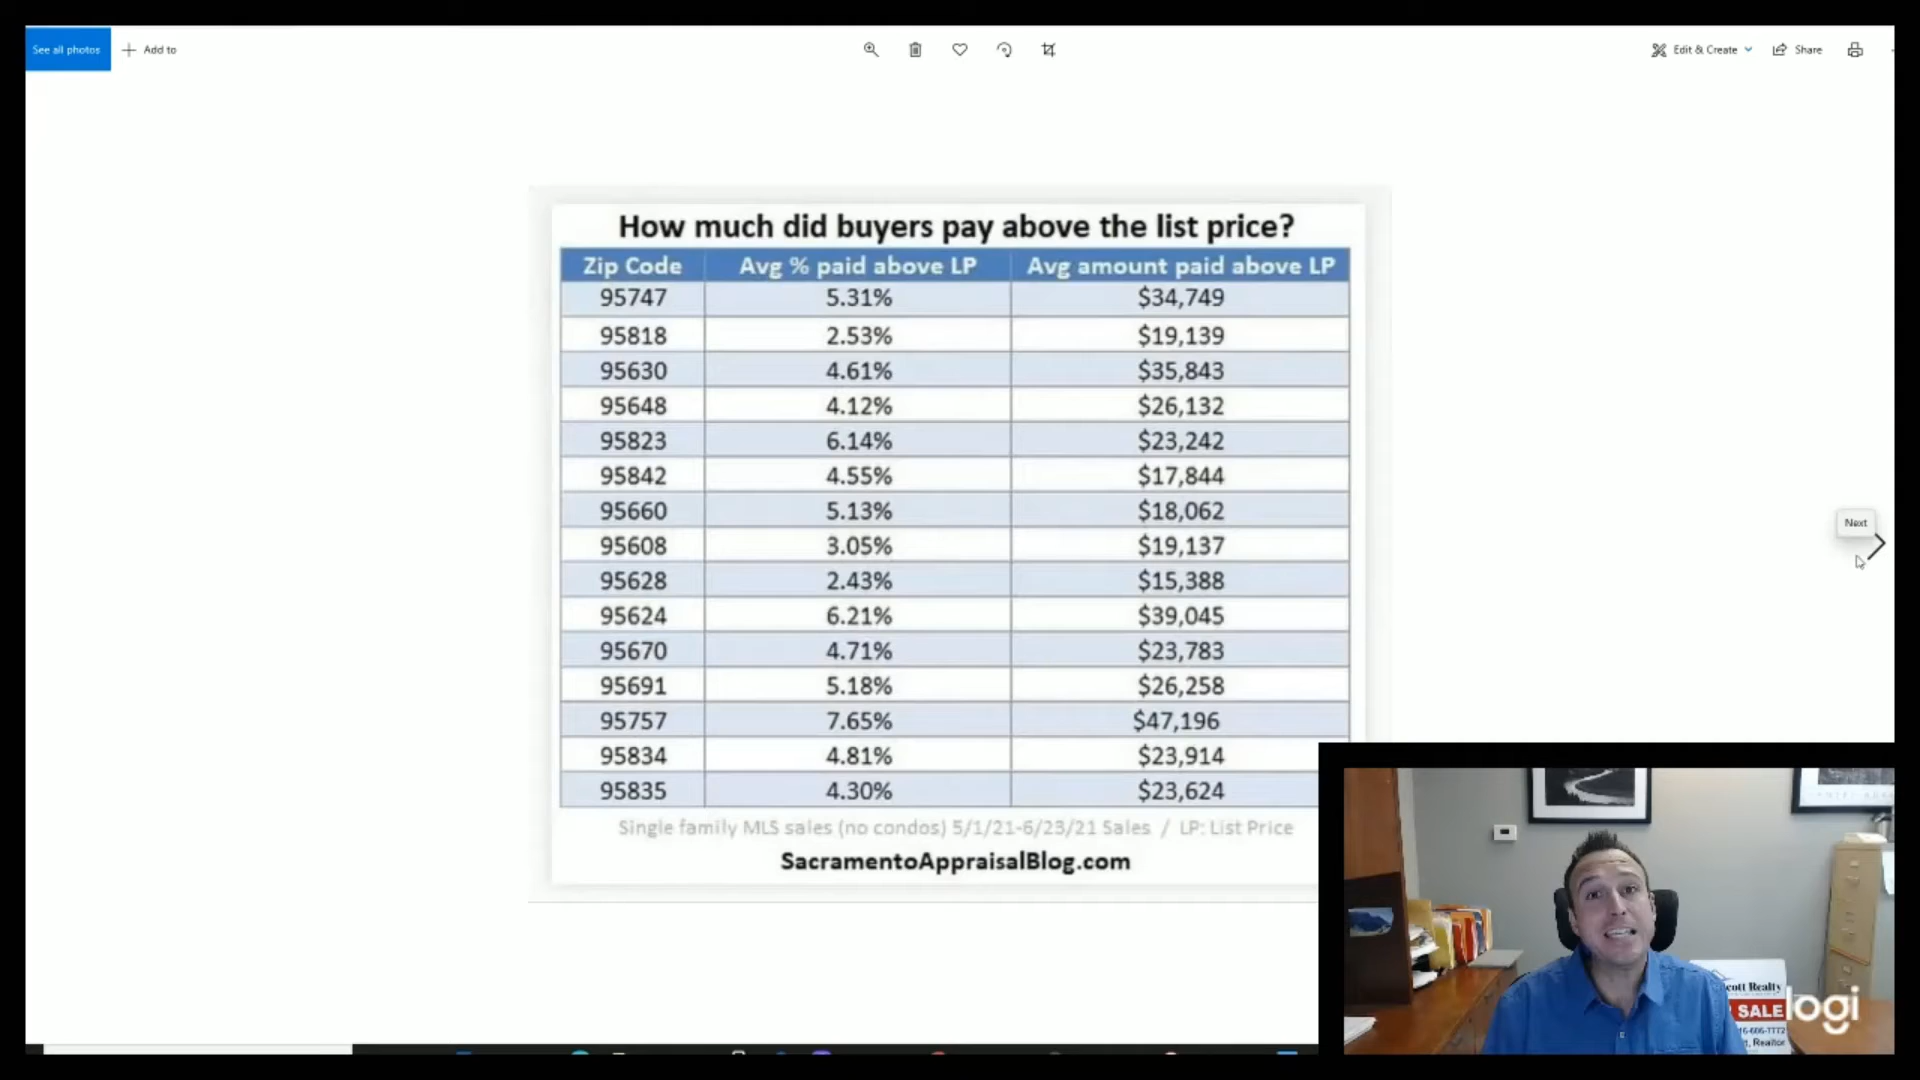 See all photos
Add to
Edit & Create
Share
How much did buyers pay above the list price?
Zip Code Avg % paid above LP Avg amount paid above LP
95747 5.31% $34,749
95818 2.53% $19,139
95630 4.61% $35,843
95648 4.12% $26,132
95823 6.14% $23,242
95842 4.55% $17,844
95660 5.13% $18,062
95608 3.05% $19,137
95628 2.43% $15,388
95624 6.21% $39,045
95670 4.71% $23,783
95691 5.18% $26,258
95757 7.65% $47,196
95834 4.81% $23,914
95835 4.30% $23,624
Single family MLS sales (no condos) 5/1/21-6/23/21 Sales / LP: List Price
SacramentoAppraisalBlog.com
Next
cott Realty
SALE
16-606-7772
t, Realtor
logi